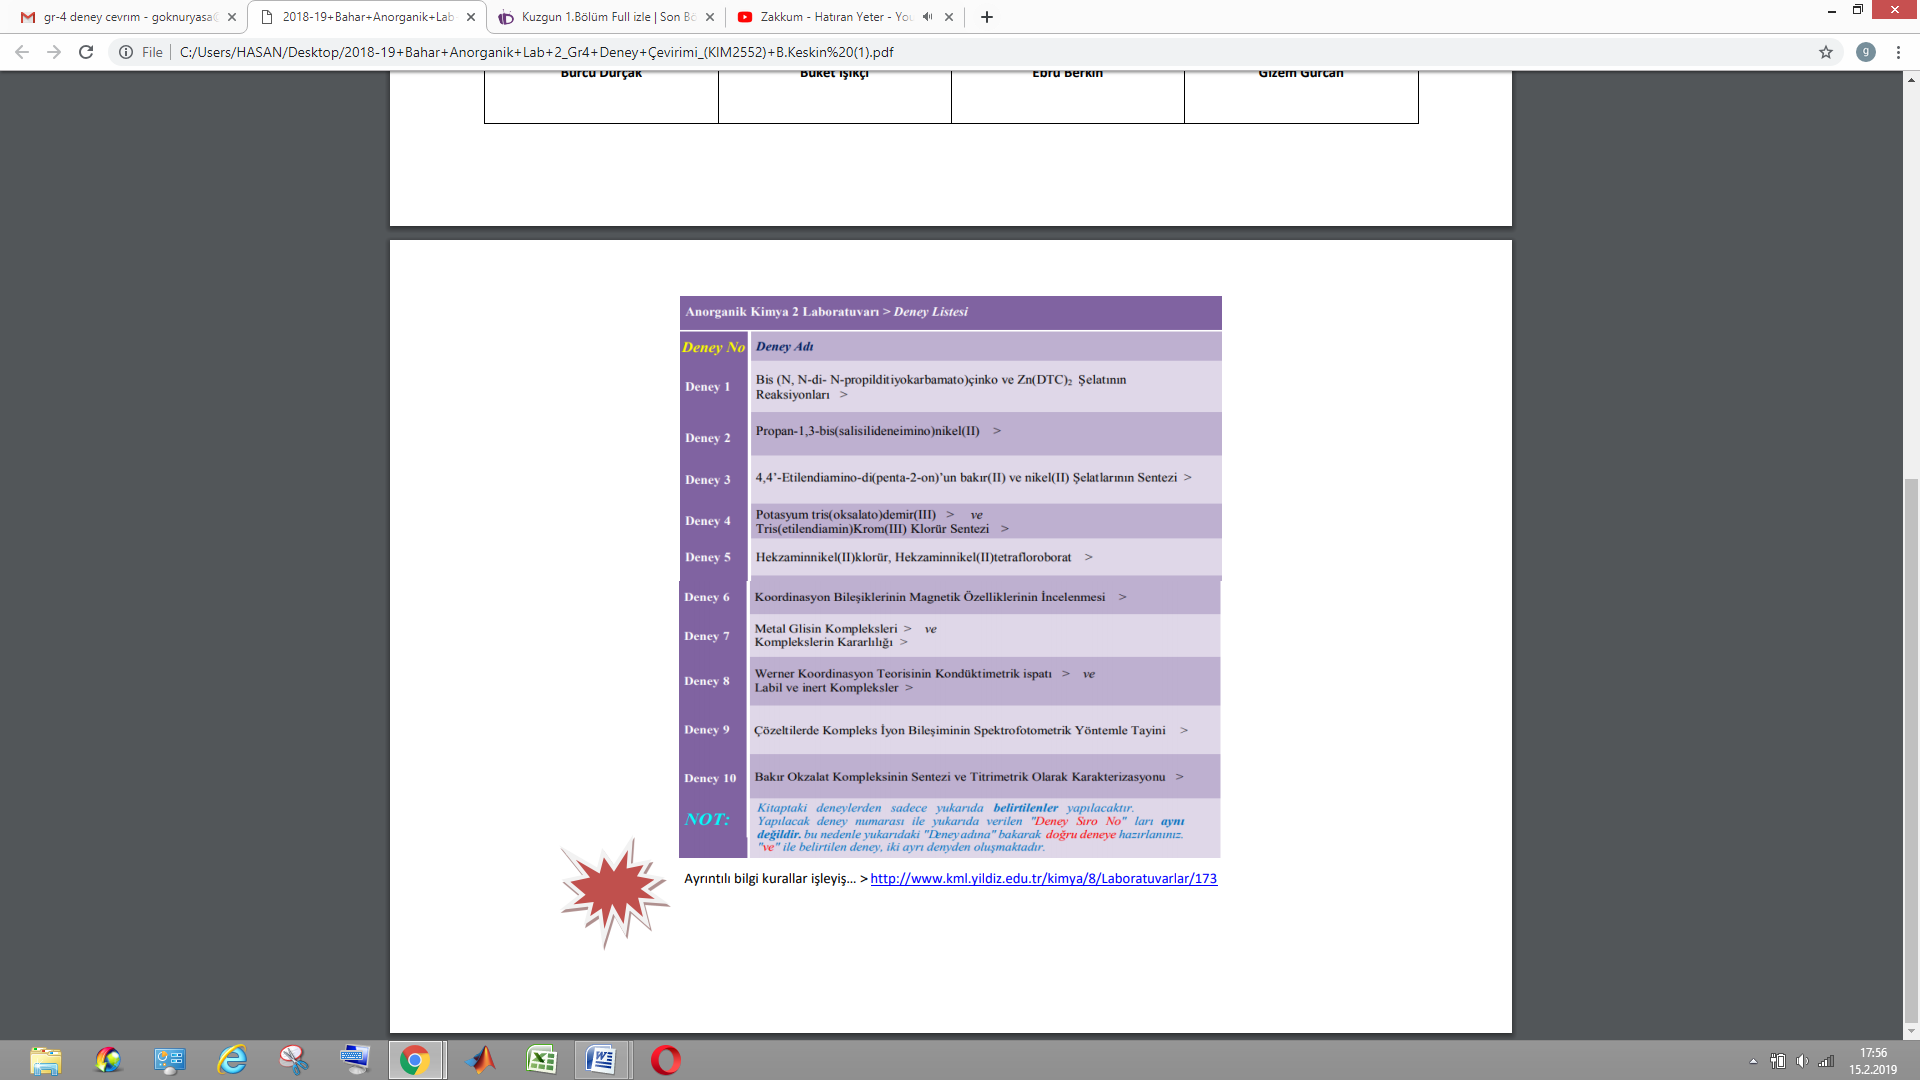 gr-4 deney cevrım - goknuryasa@
2018-19+Bahar+Anorganik+Lab
Kuzgun 1.Bölüm Full izle | Son Bö
Zakkum - Hatıran Yeter - You
File
C:/Users/HASAN/Desktop/2018-19+Bahar+Anorganik+Lab+2_Gr4+Deney+Çevirimi_(KIM2552)+B.Keskin%20(1).pdf
g
Burcu Durçak Buket Işıkçı Ebru Berkin Gizem Gürcan
Anorganik Kimya 2 Laboratuvarı > Deney Listesi
Deney No Deney Adı
Deney 1 Bis (N, N-di- N-propilditiyokarbamato)çinko ve Zn(DTC)₂ Şelatının
Reaksiyonları >
Deney 2 Propan-1,3-bis(salisilideneimino)nikel(II) >
Deney 3 4,4’-Etilendiamino-di(penta-2-on)’un bakır(II) ve nikel(II) Şelatlarının Sentezi >
Deney 4 Potasyum tris(oksalato)demir(III) > ve
Tris(etilendiamin)Krom(III) Klorür Sentezi >
Deney 5 Hekzaminnikel(II)klorür, Hekzaminnikel(II)tetrafloroborat >
Deney 6 Koordinasyon Bileşiklerinin Magnetik Özelliklerinin İncelenmesi >
Deney 7 Metal Glisin Kompleksleri > ve
Komplekslerin Kararlılığı >
Deney 8 Werner Koordinasyon Teorisinin Kondüktimetrik ispatı > ve
Labil ve inert Kompleksler >
Deney 9 Çözeltilerde Kompleks İyon Bileşiminin Spektrofotometrik Yöntemle Tayini >
Deney 10 Bakır Okzalat Kompleksinin Sentezi ve Titrimetrik Olarak Karakterizasyonu >
NOT: Kitaptaki deneylerden sadece yukarıda belirtilenler yapılacaktır.
Yapılacak deney numarası ile yukarıda verilen "Deney Sıro No" ları aynı
değildir. bu nedenle yukarıdaki "Deney adına" bakarak doğru deneye hazırlanınız.
"ve" ile belirtilen deney, iki ayrı denyden oluşmaktadır.
Ayrıntılı bilgi kurallar işleyiş... > http://www.kml.yildiz.edu.tr/kimya/8/Laboratuvarlar/173
17:56
15.2.2019